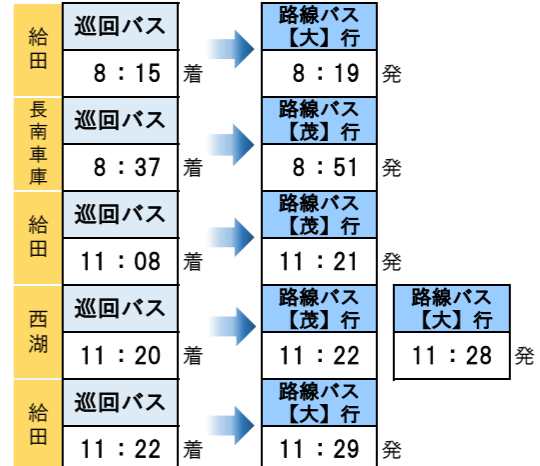 給田
巡回バス
8：15 着
路線バス
【大】行
8：19 発
長南車庫
巡回バス
8：37 着
路線バス
【茂】行
8：51 発
給田
巡回バス
11：08 着
路線バス
【茂】行
11：21 発
西湖
巡回バス
11：20 着
路線バス
【茂】行
11：22
路線バス
【大】行
11：28 発
給田
巡回バス
11：22 着
路線バス
【大】行
11：29 発